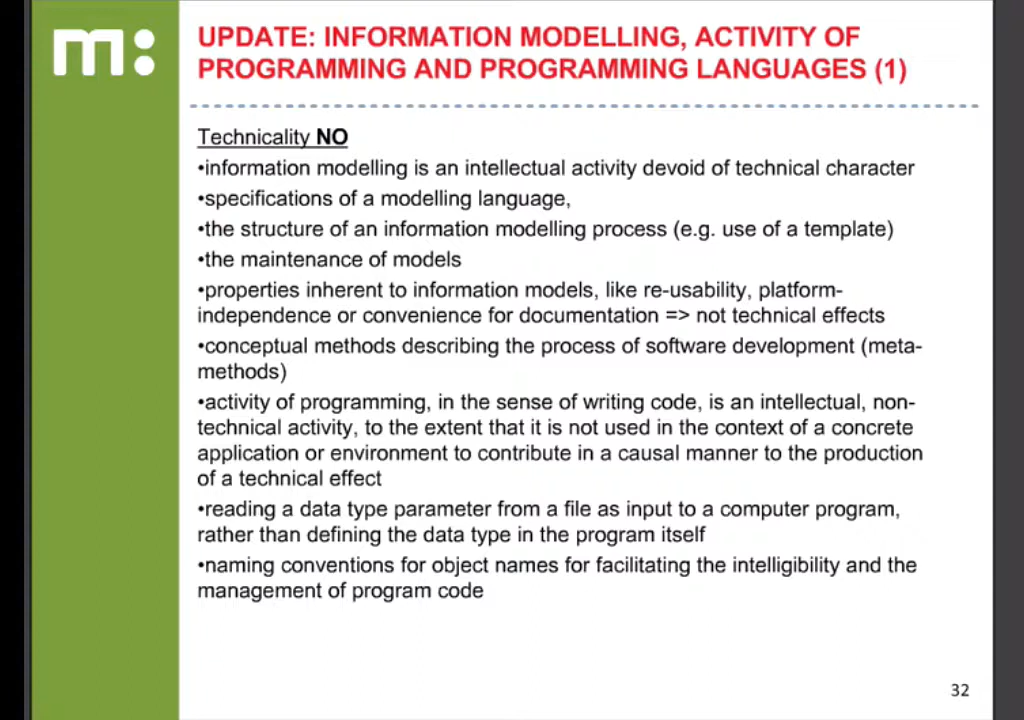 m:
UPDATE: INFORMATION MODELLING, ACTIVITY OF
PROGRAMMING AND PROGRAMMING LANGUAGES (1)
Technicality NO
•information modelling is an intellectual activity devoid of technical character
•specifications of a modelling language,
•the structure of an information modelling process (e.g. use of a template)
•the maintenance of models
•properties inherent to information models, like re-usability, platform-
independence or convenience for documentation => not technical effects
•conceptual methods describing the process of software development (meta-
methods)
•activity of programming, in the sense of writing code, is an intellectual, non-
technical activity, to the extent that it is not used in the context of a concrete
application or environment to contribute in a causal manner to the production
of a technical effect
•reading a data type parameter from a file as input to a computer program,
rather than defining the data type in the program itself
•naming conventions for object names for facilitating the intelligibility and the
management of program code
32